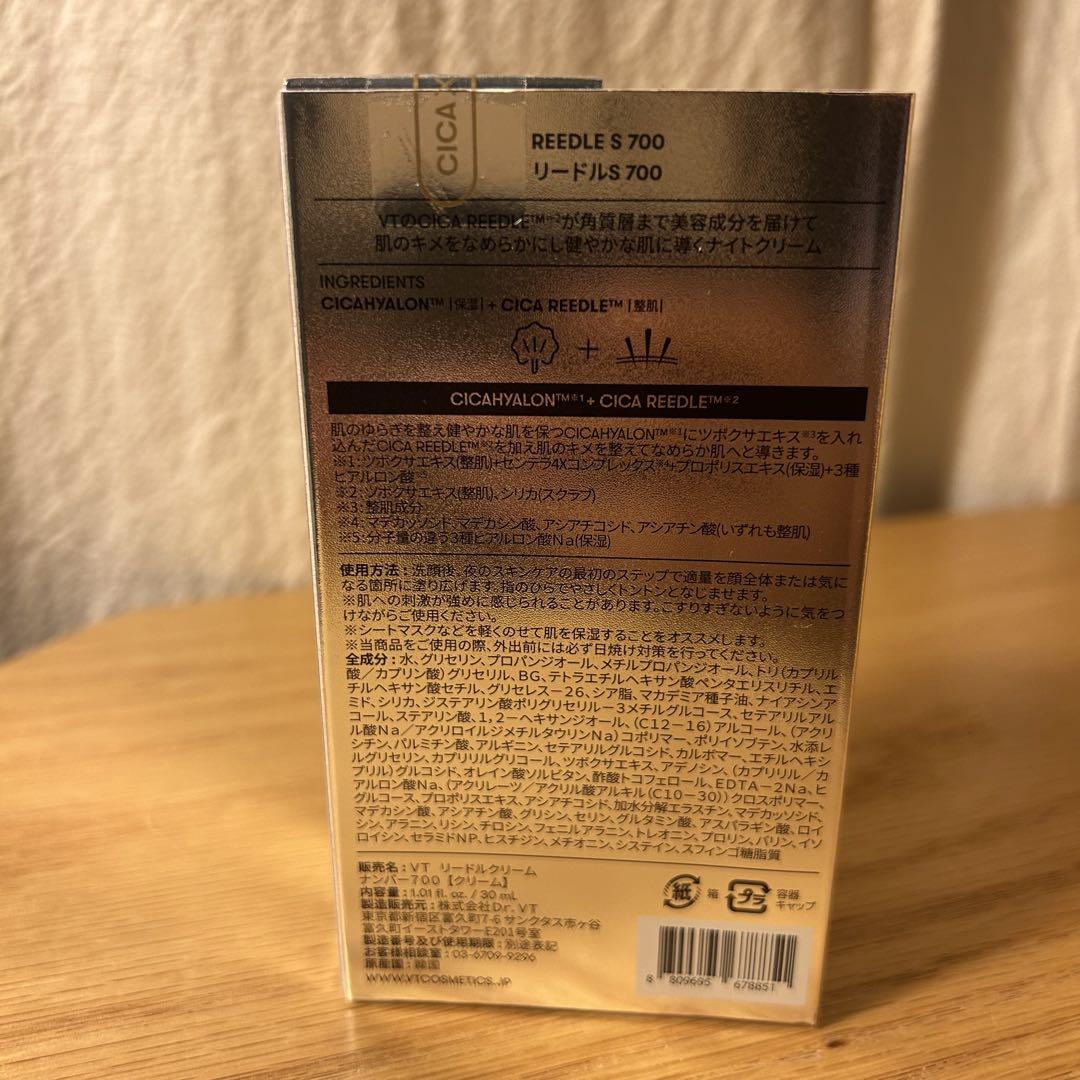 CICA
REEDLE S 700
リードルS 700
VTのCICA REEDLE™※2が角質層まで美容成分を届けて
肌のキメをなめらかにし健やかな肌に導くナイトクリーム
INGREDIENTS
CICAHYALON™ |保湿| + CICA REEDLE™ |整肌|
+
CICAHYALON™※1 + CICA REEDLE™※2
肌のゆらぎを整え健やかな肌を保つCICAHYALON™※1にツボクサエキス※3を入れ
込んだCICA REEDLE™※2を加え肌のキメを整えてなめらか肌へと導きます。
※1:ツボクサエキス(整肌)+センテラ4Xコンプレックス※4+プロポリスエキス(保湿)+3種
ヒアルロン酸※5
※2:ツボクサエキス(整肌)、シリカ(スクラブ)
※3:整肌成分
※4:マデカッソシド、マデカシン酸、アシアチコシド、アシアチン酸(いずれも整肌)
※5:分子量の違う3種ヒアルロン酸Na(保湿)
使用方法:洗顔後、夜のスキンケアの最初のステップで適量を顔全体または気に
なる箇所に塗り広げます。指のひらでやさしくトントンとなじませます。
※肌への刺激が強めに感じられることがあります。こすりすぎないように気をつ
けながらご使用ください。
※シートマスクなどを軽くのせて肌を保湿することをオススメします。
※当商品をご使用の際、外出前には必ず日焼け対策を行ってください。
全成分:水、グリセリン、プロパンジオール、メチルプロパンジオール、トリ(カプリル
酸/カプリン酸)グリセリル、BG、テトラエチルヘキサン酸ペンタエリスリチル、エ
チルヘキサン酸セチル、グリセレス-26、シア脂、マカデミア種子油、ナイアシンア
ミド、シリカ、ジステアリン酸ポリグリセリル-3メチルグルコース、セテアリルアル
コール、ステアリン酸、1,2-ヘキサンジオール、(C12-16)アルコール、(アクリ
ル酸Na/アクリロイルジメチルタウリンNa)コポリマー、ポリイソブテン、水添レ
シチン、パルミチン酸、アルギニン、セテアリルグルコシド、カルボマー、エチルヘキシ
ルグリセリン、カプリリルグリコール、ツボクサエキス、アデノシン、(カプリリル/カ
プリル)グルコシド、オレイン酸ソルビタン、酢酸トコフェロール、EDTA-2Na、ヒ
アルロン酸Na、(アクリレーツ/アクリル酸アルキル(C10-30))クロスポリマー、
グルコース、プロポリスエキス、アシアチコシド、加水分解エラスチン、マデカッソシド、
マデカシン酸、アシアチン酸、グリシン、セリン、グルタミン酸、アスパラギン酸、ロイ
シン、アラニン、リシン、チロシン、フェニルアラニン、トレオニン、プロリン、バリン、イソ
ロイシン、セラミドNP、ヒスチジン、メチオニン、システイン、スフィンゴ糖脂質
販売名:VT リードルクリーム
ナンバー700【クリーム】
内容量:1.01 fl. oz. / 30 mL
製造販売元:株式会社Dr.VT
東京都新宿区富久町7-6 サンクタス市ヶ谷
富久町イーストタワーE201号室
製造番号及び使用期限:別途表記
お客様相談室:03-6709-9296
原産国:韓国
WWW.VTCOSMETICS.JP
紙 箱 プラ 容器
キャップ
8 809695 678851